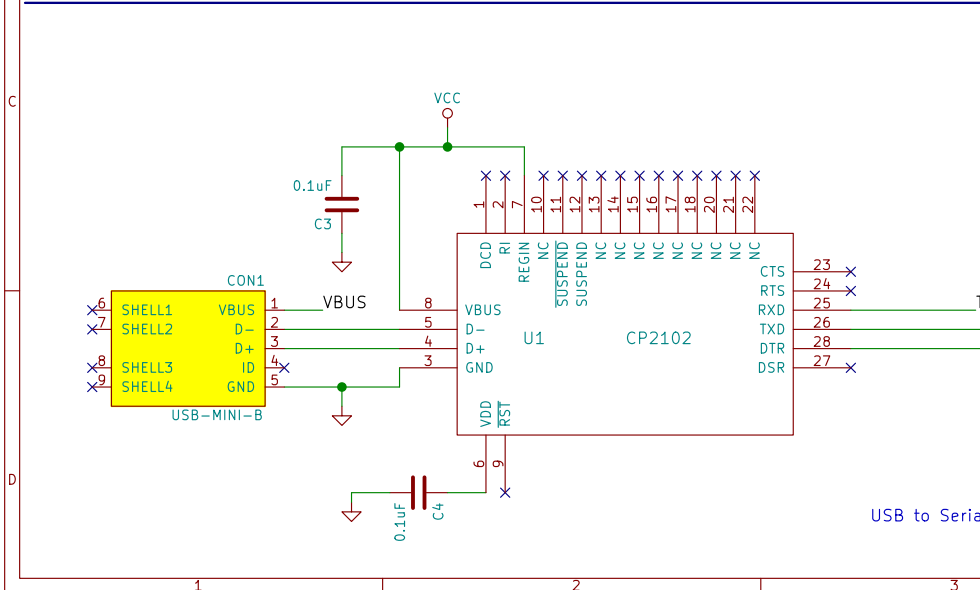 C
VCC
0.1uF
C3
1
2
7
10
11
12
13
14
15
16
17
18
20
21
22
DCD
RI
REGIN
NC
SUSPEND
SUSPEND
NC
NC
NC
NC
NC
NC
NC
NC
NC
CON1
6 SHELL1 VBUS 1 VBUS
7 SHELL2 D- 2
D+ 3
8 SHELL3 ID 4
9 SHELL4 GND 5
USB-MINI-B
8 VBUS
5 D-
4 D+
3 GND
U1 CP2102
CTS 23
RTS 24
RXD 25
TXD 26
DTR 28
DSR 27
VDD
RST
6
9
D
0.1uF
C4
USB to Seria
1 2 3